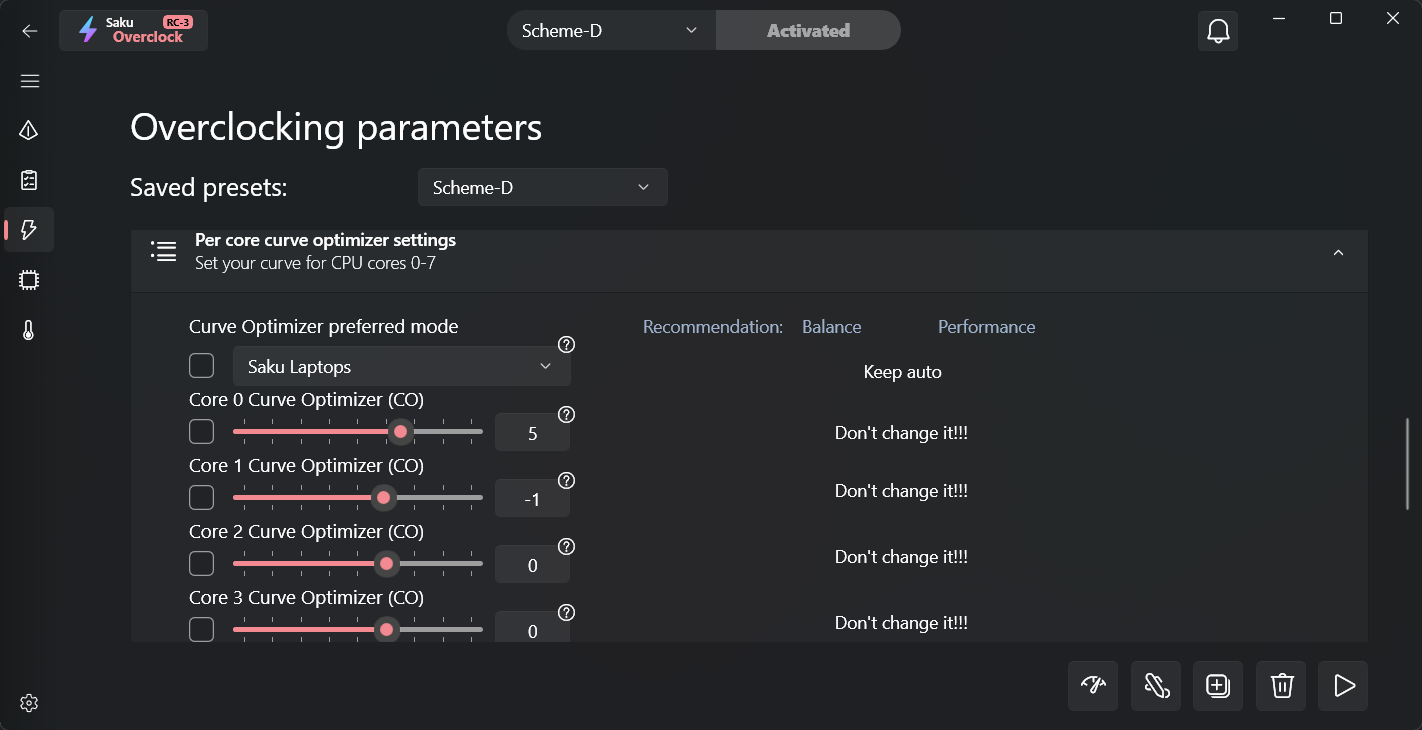 Saku RC-3
Overclock
Scheme-D
Activated
Overclocking parameters
Saved presets:
Scheme-D
Per core curve optimizer settings
Set your curve for CPU cores 0-7
Curve Optimizer preferred mode
Recommendation: Balance Performance
Saku Laptops
Keep auto
Core 0 Curve Optimizer (CO)
5
Don't change it!!!
Core 1 Curve Optimizer (CO)
-1
Don't change it!!!
Core 2 Curve Optimizer (CO)
0
Don't change it!!!
Core 3 Curve Optimizer (CO)
0
Don't change it!!!